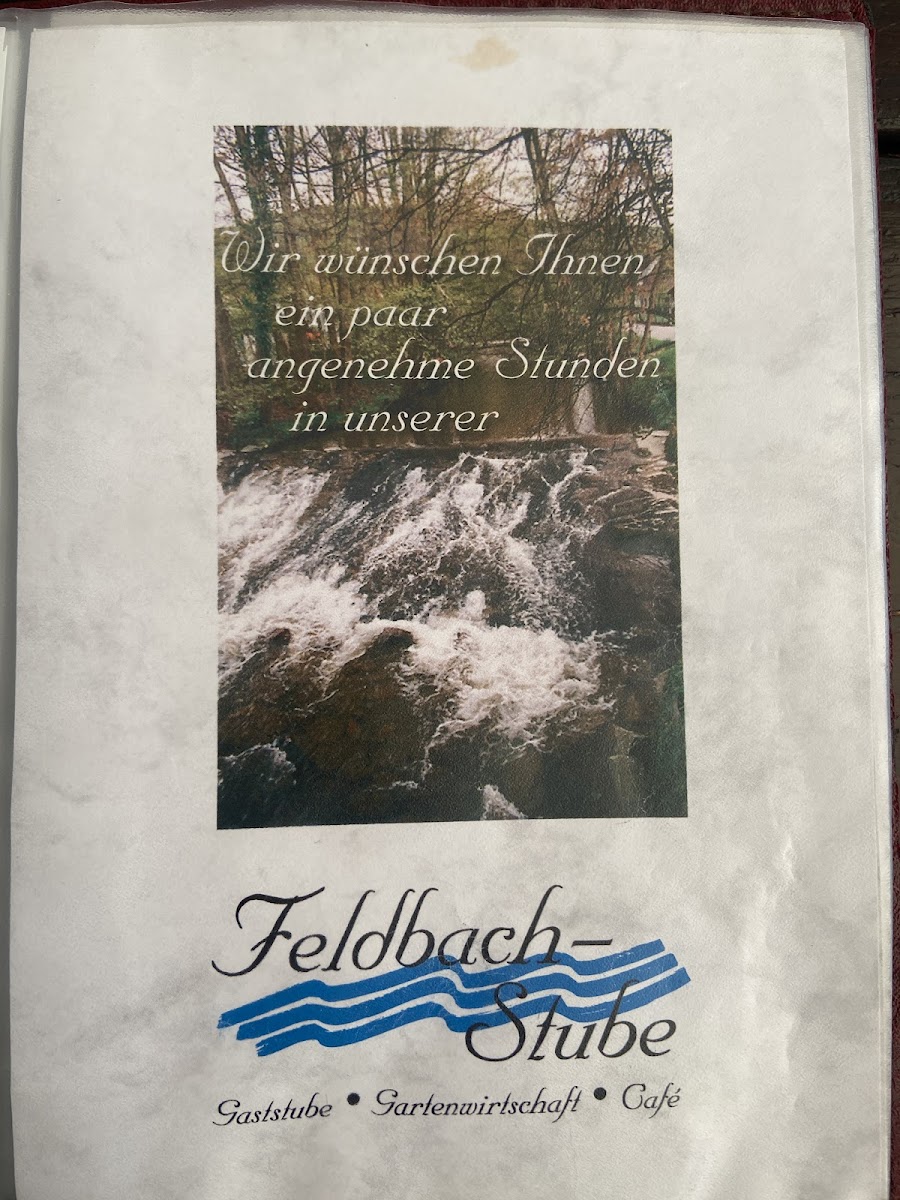 Wir wünschen Ihnen
ein paar
angenehme Stunden
in unserer
Feldbach-
Stube
Gaststube • Gartenwirtschaft • Café